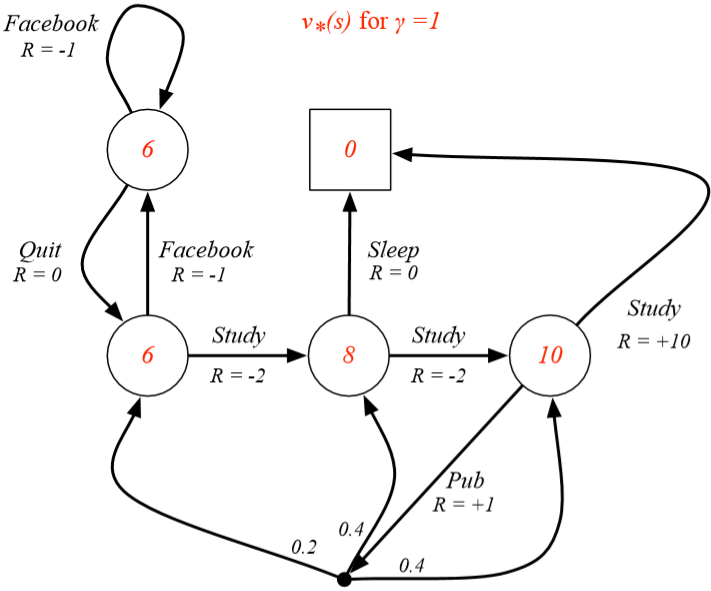 v*(s) for γ =1
Facebook
R = -1
6
0
Quit
R = 0
Facebook
R = -1
Sleep
R = 0
Study
R = +10
6
Study
R = -2
8
Study
R = -2
10
Pub
R = +1
0.2
0.4
0.4